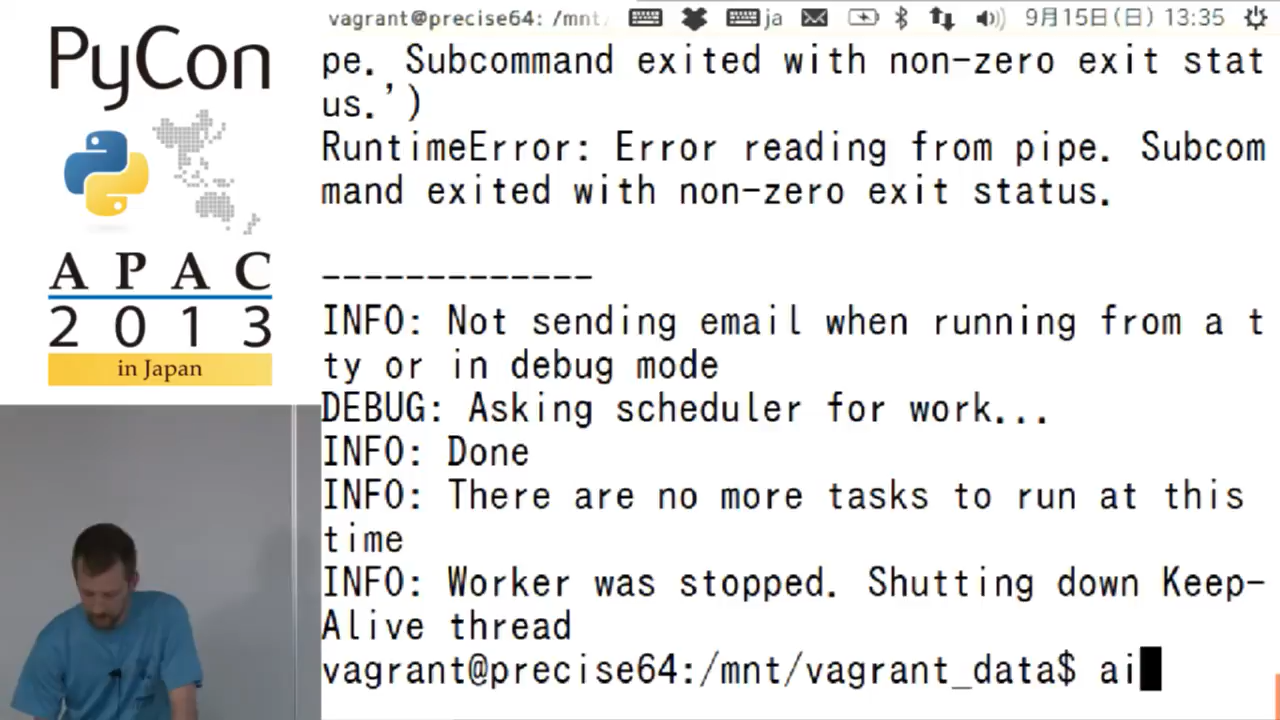 PyCon
APAC
2013
in Japan
vagrant@precise64: /mnt/
ja
9月15日(日) 13:35
pe. Subcommand exited with non-zero exit stat
us.')
RuntimeError: Error reading from pipe. Subcom
mand exited with non-zero exit status.
-------------
INFO: Not sending email when running from a t
ty or in debug mode
DEBUG: Asking scheduler for work...
INFO: Done
INFO: There are no more tasks to run at this
time
INFO: Worker was stopped. Shutting down Keep-
Alive thread
vagrant@precise64:/mnt/vagrant_data$ ai